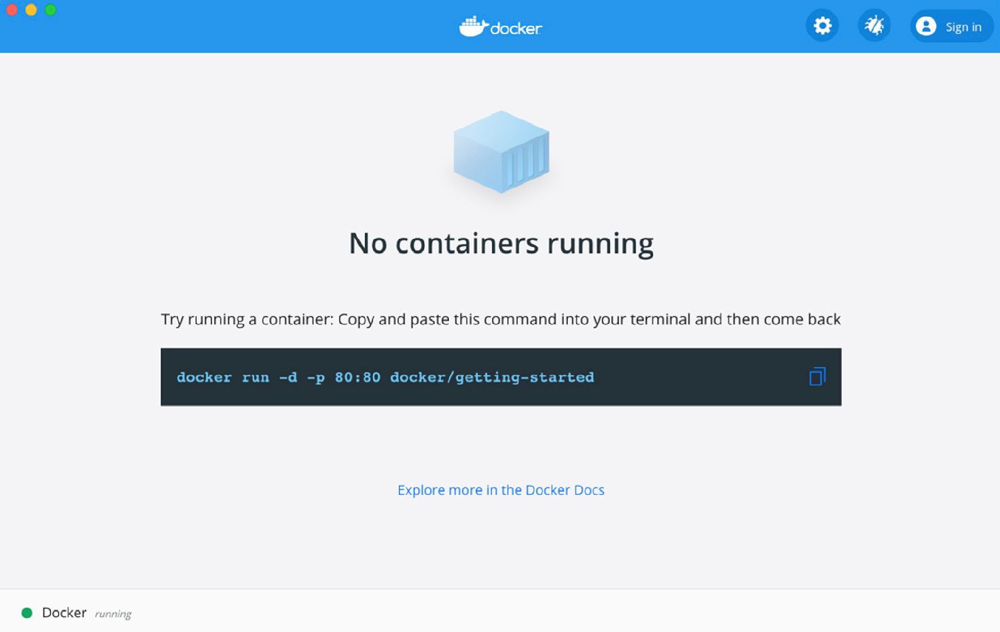 docker
Sign in
No containers running
Try running a container: Copy and paste this command into your terminal and then come back
docker run -d -p 80:80 docker/getting-started
Explore more in the Docker Docs
Docker running